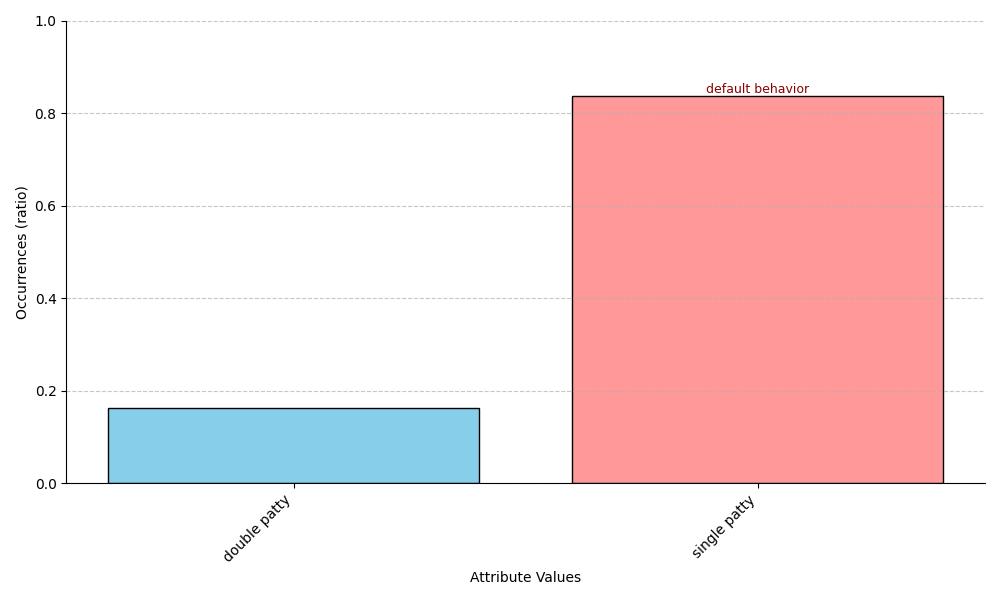 1.0
default behavior
0.8
0.6
0.4
0.2
0.0
Occurrences (ratio)
double patty
single patty
Attribute Values